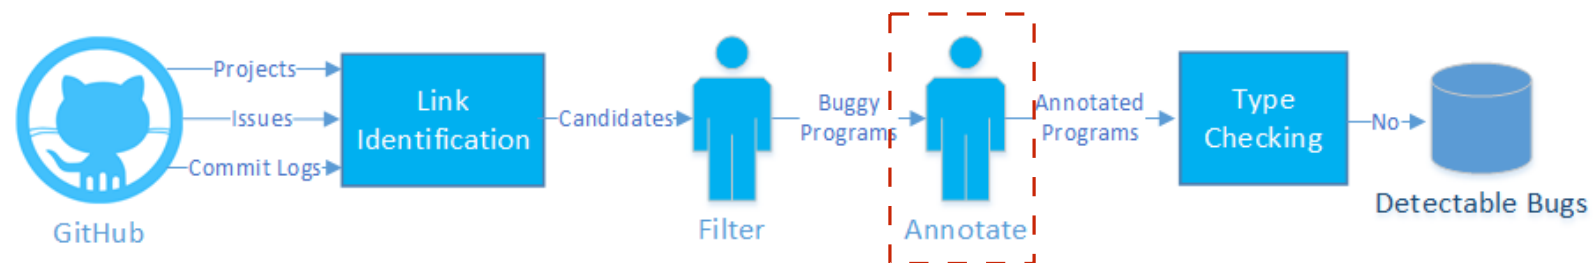 Projects
Issues
Commit Logs
GitHub
Link
Identification
Candidates
Filter
Buggy
Programs
Annotate
Annotated
Programs
Type
Checking
No
Detectable Bugs